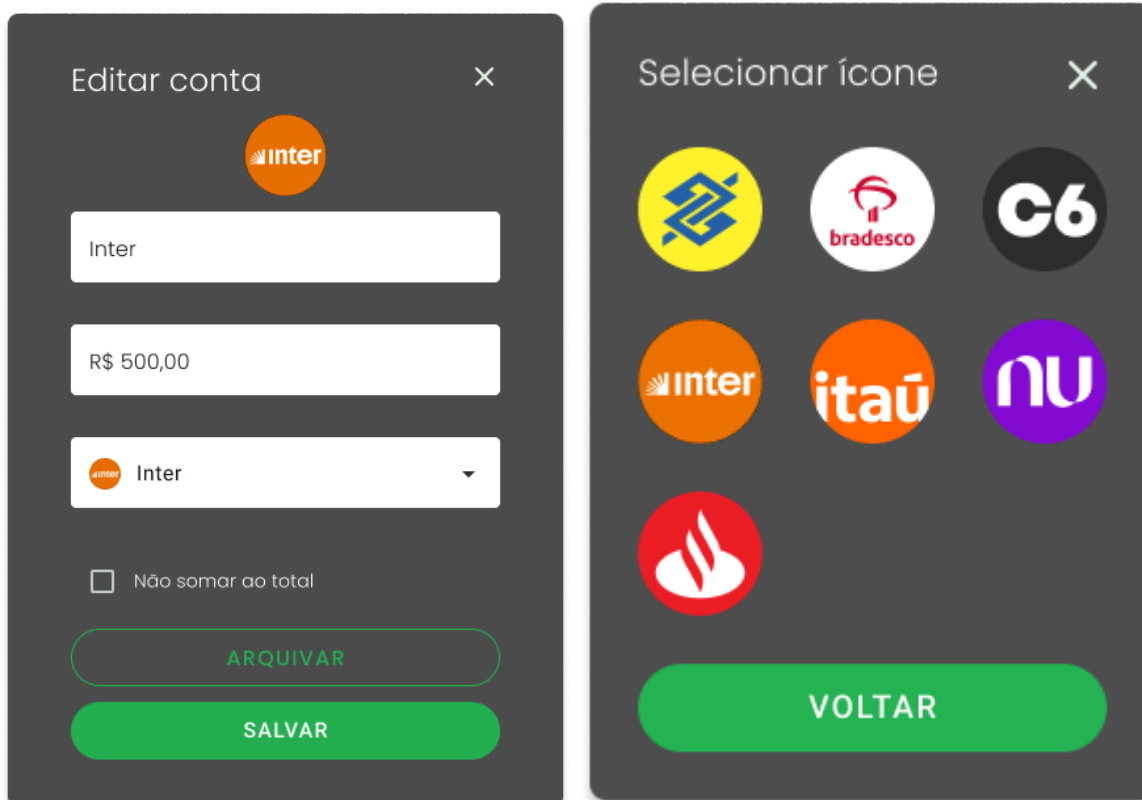 Editar conta
inter
Inter
R$ 500,00
inter
Inter
Não somar ao total
ARQUIVAR
SALVAR
Selecionar ícone
bradesco
C6
inter
itaú
nu
VOLTAR